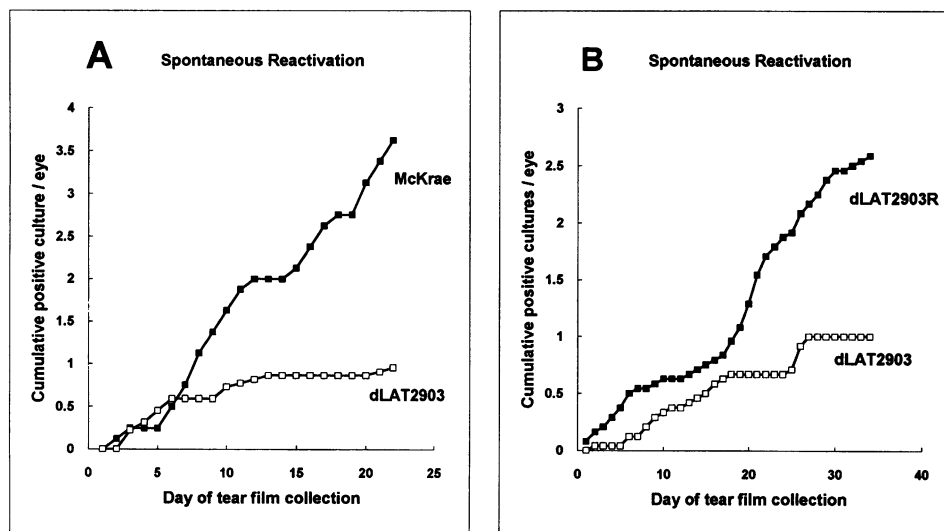 A
Spontaneous Reactivation
Cumulative positive culture / eye
4
3.5
3
2.5
2
1.5
1
0.5
0
McKrae
dLAT2903
0 5 10 15 20 25
Day of tear film collection
B
Spontaneous Reactivation
Cumulative positive cultures / eye
3
2.5
2
1.5
1
0.5
0
dLAT2903R
dLAT2903
0 10 20 30 40
Day of tear film collection